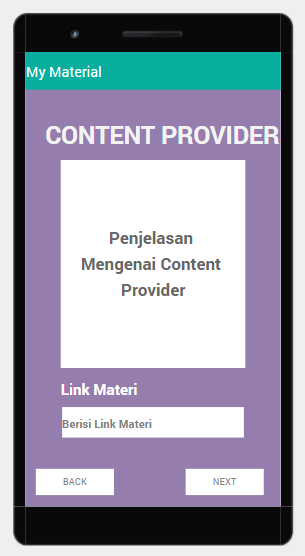 My Material
CONTENT PROVIDER
Penjelasan
Mengenai Content
Provider
Link Materi
Berisi Link Materi
BACK
NEXT